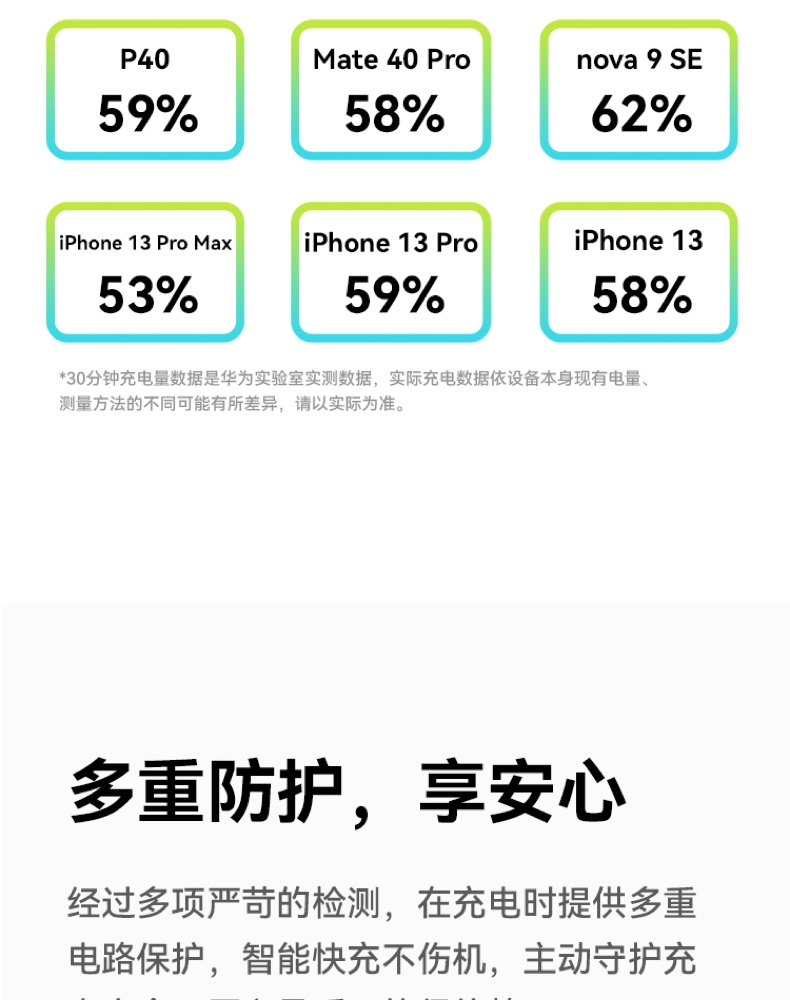 P40 Mate 40 Pro nova 9 SE
59% 58% 62%
iPhone 13 Pro Max iPhone 13 Pro iPhone 13
53% 59% 58%
*30分钟充电量数据是华为实验室实测数据，实际充电数据依设备本身现有电量、
测量方法的不同可能有所差异，请以实际为准。
多重防护，享安心
经过多项严苛的检测，在充电时提供多重
电路保护，智能快充不伤机，主动守护充